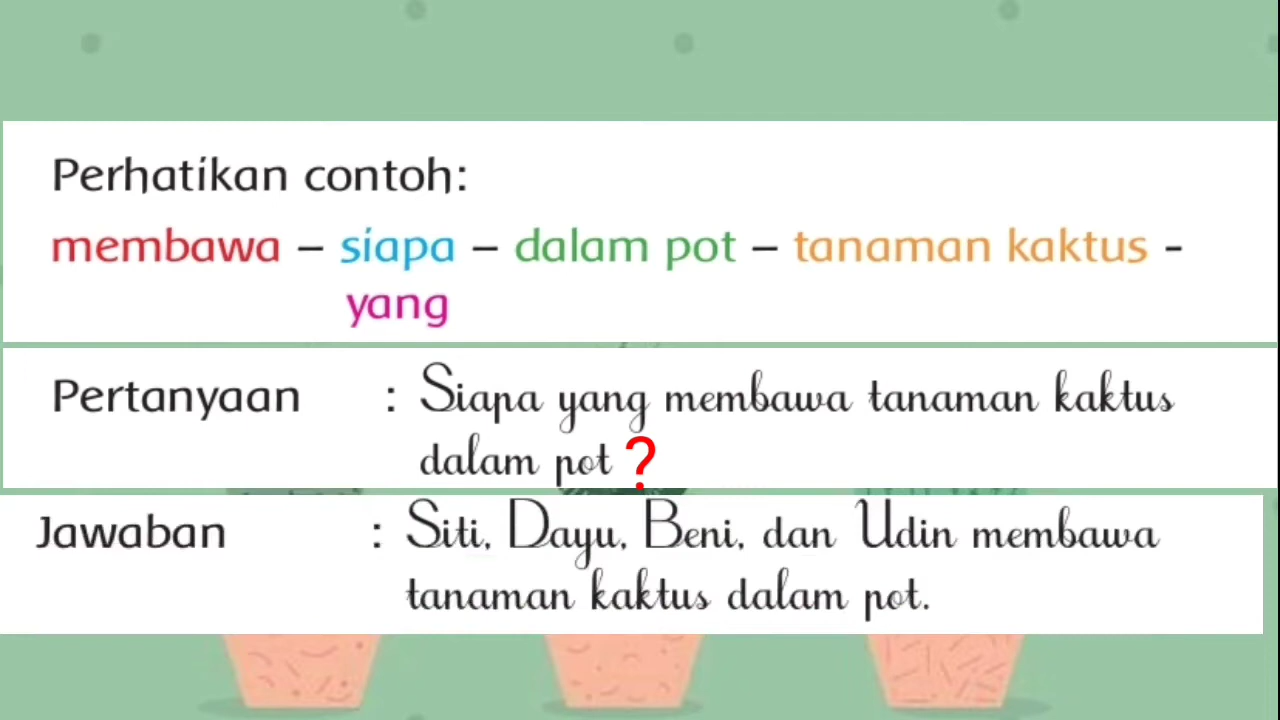 Perhatikan contoh:
membawa – siapa – dalam pot – tanaman kaktus -
yang
Pertanyaan : Siapa yang membawa tanaman kaktus
dalam pot ?
Jawaban : Siti, Dayu, Beni, dan Udin membawa
tanaman kaktus dalam pot.